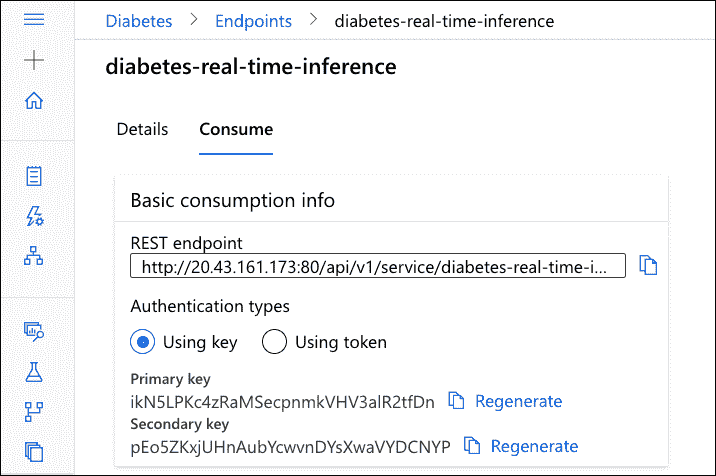 Diabetes > Endpoints > diabetes-real-time-inference
diabetes-real-time-inference
Details Consume
Basic consumption info
REST endpoint
http://20.43.161.173:80/api/v1/service/diabetes-real-time-i...
Authentication types
Using key Using token
Primary key
ikN5LPKc4zRaMSecpnmkVHV3alR2tfDn Regenerate
Secondary key
pEo5ZKxjUHnAubYcwvnDYsXwaVYDCNYP Regenerate